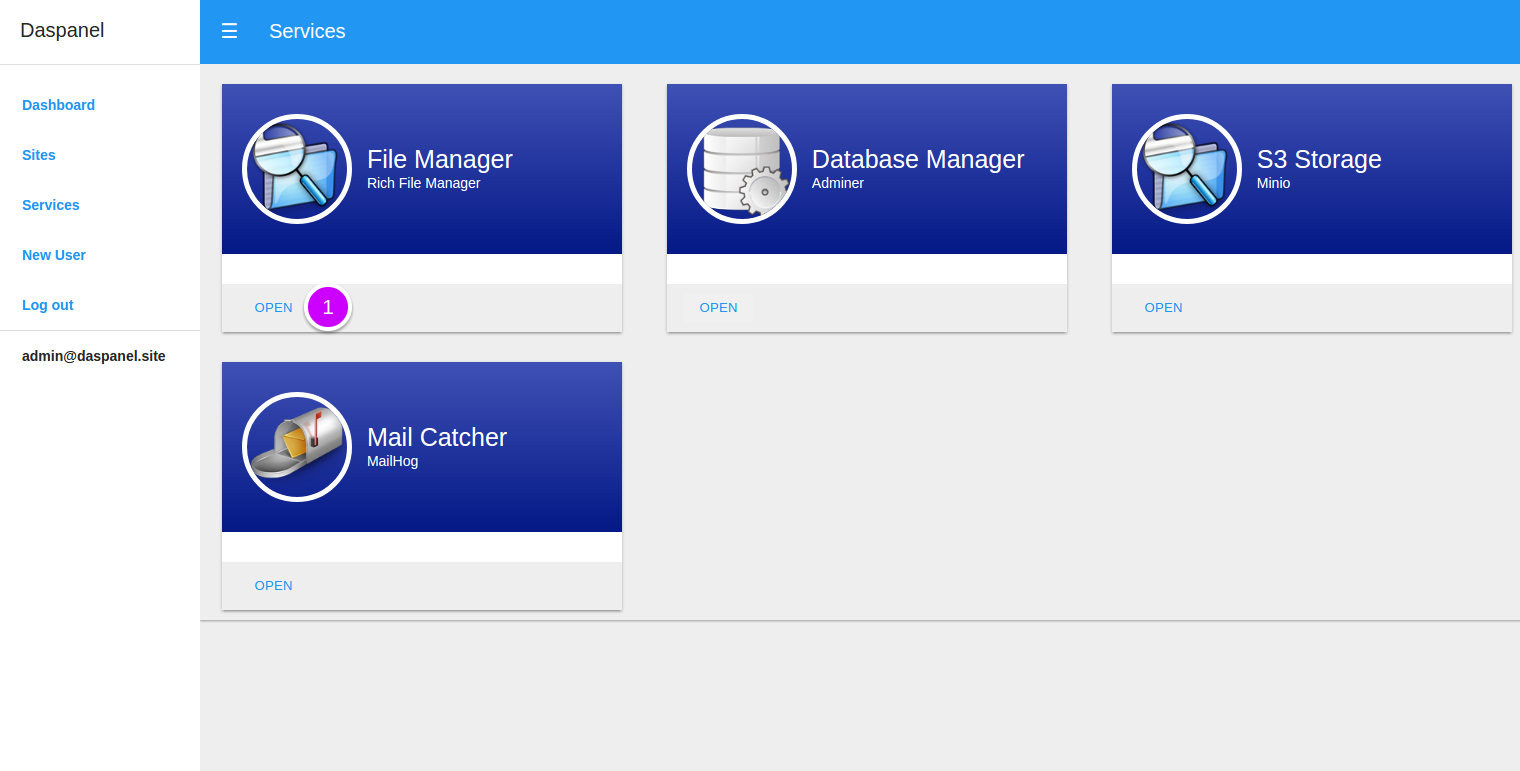 Daspanel
☰ Services
Dashboard
Sites
Services
New User
Log out
admin@daspanel.site
File Manager
Rich File Manager
OPEN 1
Database Manager
Adminer
OPEN
S3 Storage
Minio
OPEN
Mail Catcher
MailHog
OPEN